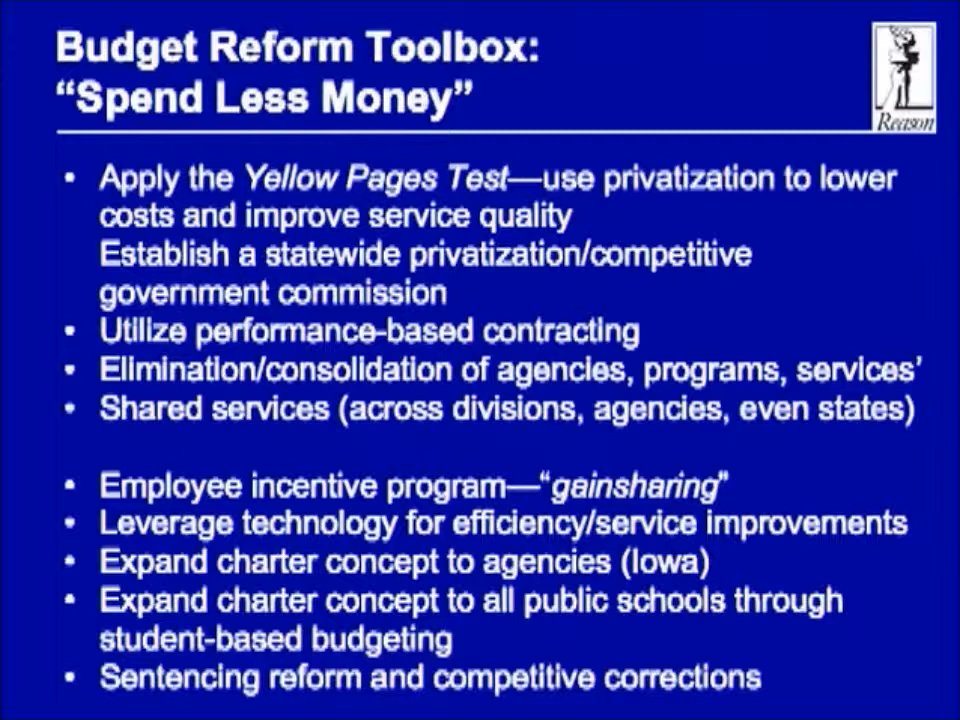 Budget Reform Toolbox:
“Spend Less Money”
Reason
• Apply the Yellow Pages Test—use privatization to lower
costs and improve service quality
Establish a statewide privatization/competitive
government commission
• Utilize performance-based contracting
• Elimination/consolidation of agencies, programs, services’
• Shared services (across divisions, agencies, even states)
• Employee incentive program—“gainsharing”
• Leverage technology for efficiency/service improvements
• Expand charter concept to agencies (Iowa)
• Expand charter concept to all public schools through
student-based budgeting
• Sentencing reform and competitive corrections